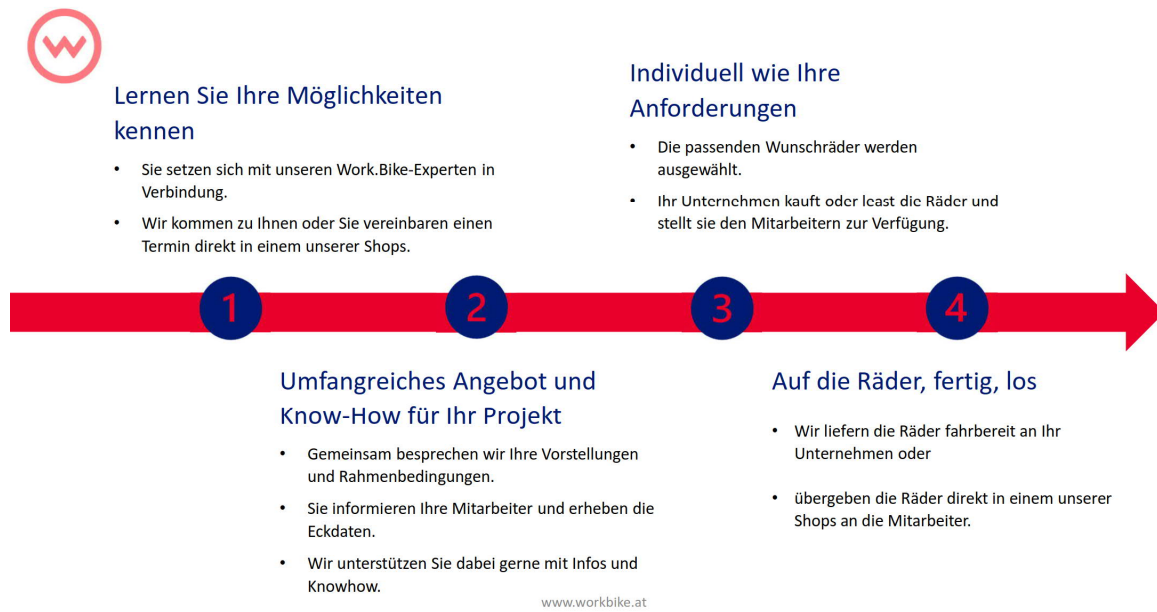 W
Lernen Sie Ihre Möglichkeiten
kennen
• Sie setzen sich mit unseren Work.Bike-Experten in
Verbindung.
• Wir kommen zu Ihnen oder Sie vereinbaren einen
Termin direkt in einem unserer Shops.
Individuell wie Ihre
Anforderungen
• Die passenden Wunschräder werden
ausgewählt.
• Ihr Unternehmen kauft oder least die Räder und
stellt sie den Mitarbeitern zur Verfügung.
1
2
3
4
Umfangreiches Angebot und
Know-How für Ihr Projekt
• Gemeinsam besprechen wir Ihre Vorstellungen
und Rahmenbedingungen.
• Sie informieren Ihre Mitarbeiter und erheben die
Eckdaten.
• Wir unterstützen Sie dabei gerne mit Infos und
Knowhow.
Auf die Räder, fertig, los
• Wir liefern die Räder fahrbereit an Ihr
Unternehmen oder
• übergeben die Räder direkt in einem unserer
Shops an die Mitarbeiter.
www.workbike.at